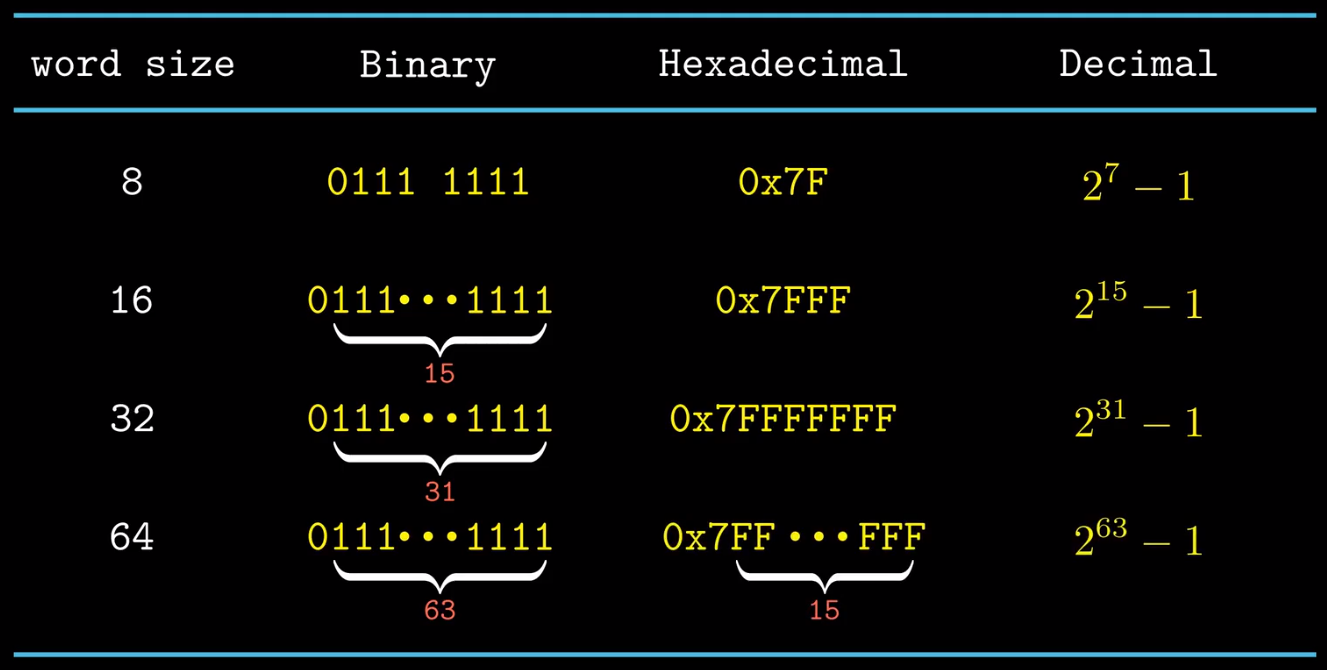 word size Binary Hexadecimal Decimal
8 0111 1111 0x7F 2⁷ − 1
16 0111···1111 0x7FFF 2¹⁵ − 1
15
32 0111···1111 0x7FFFFFFF 2³¹ − 1
31
64 0111···1111 0x7FF···FFF 2⁶³ − 1
63 15